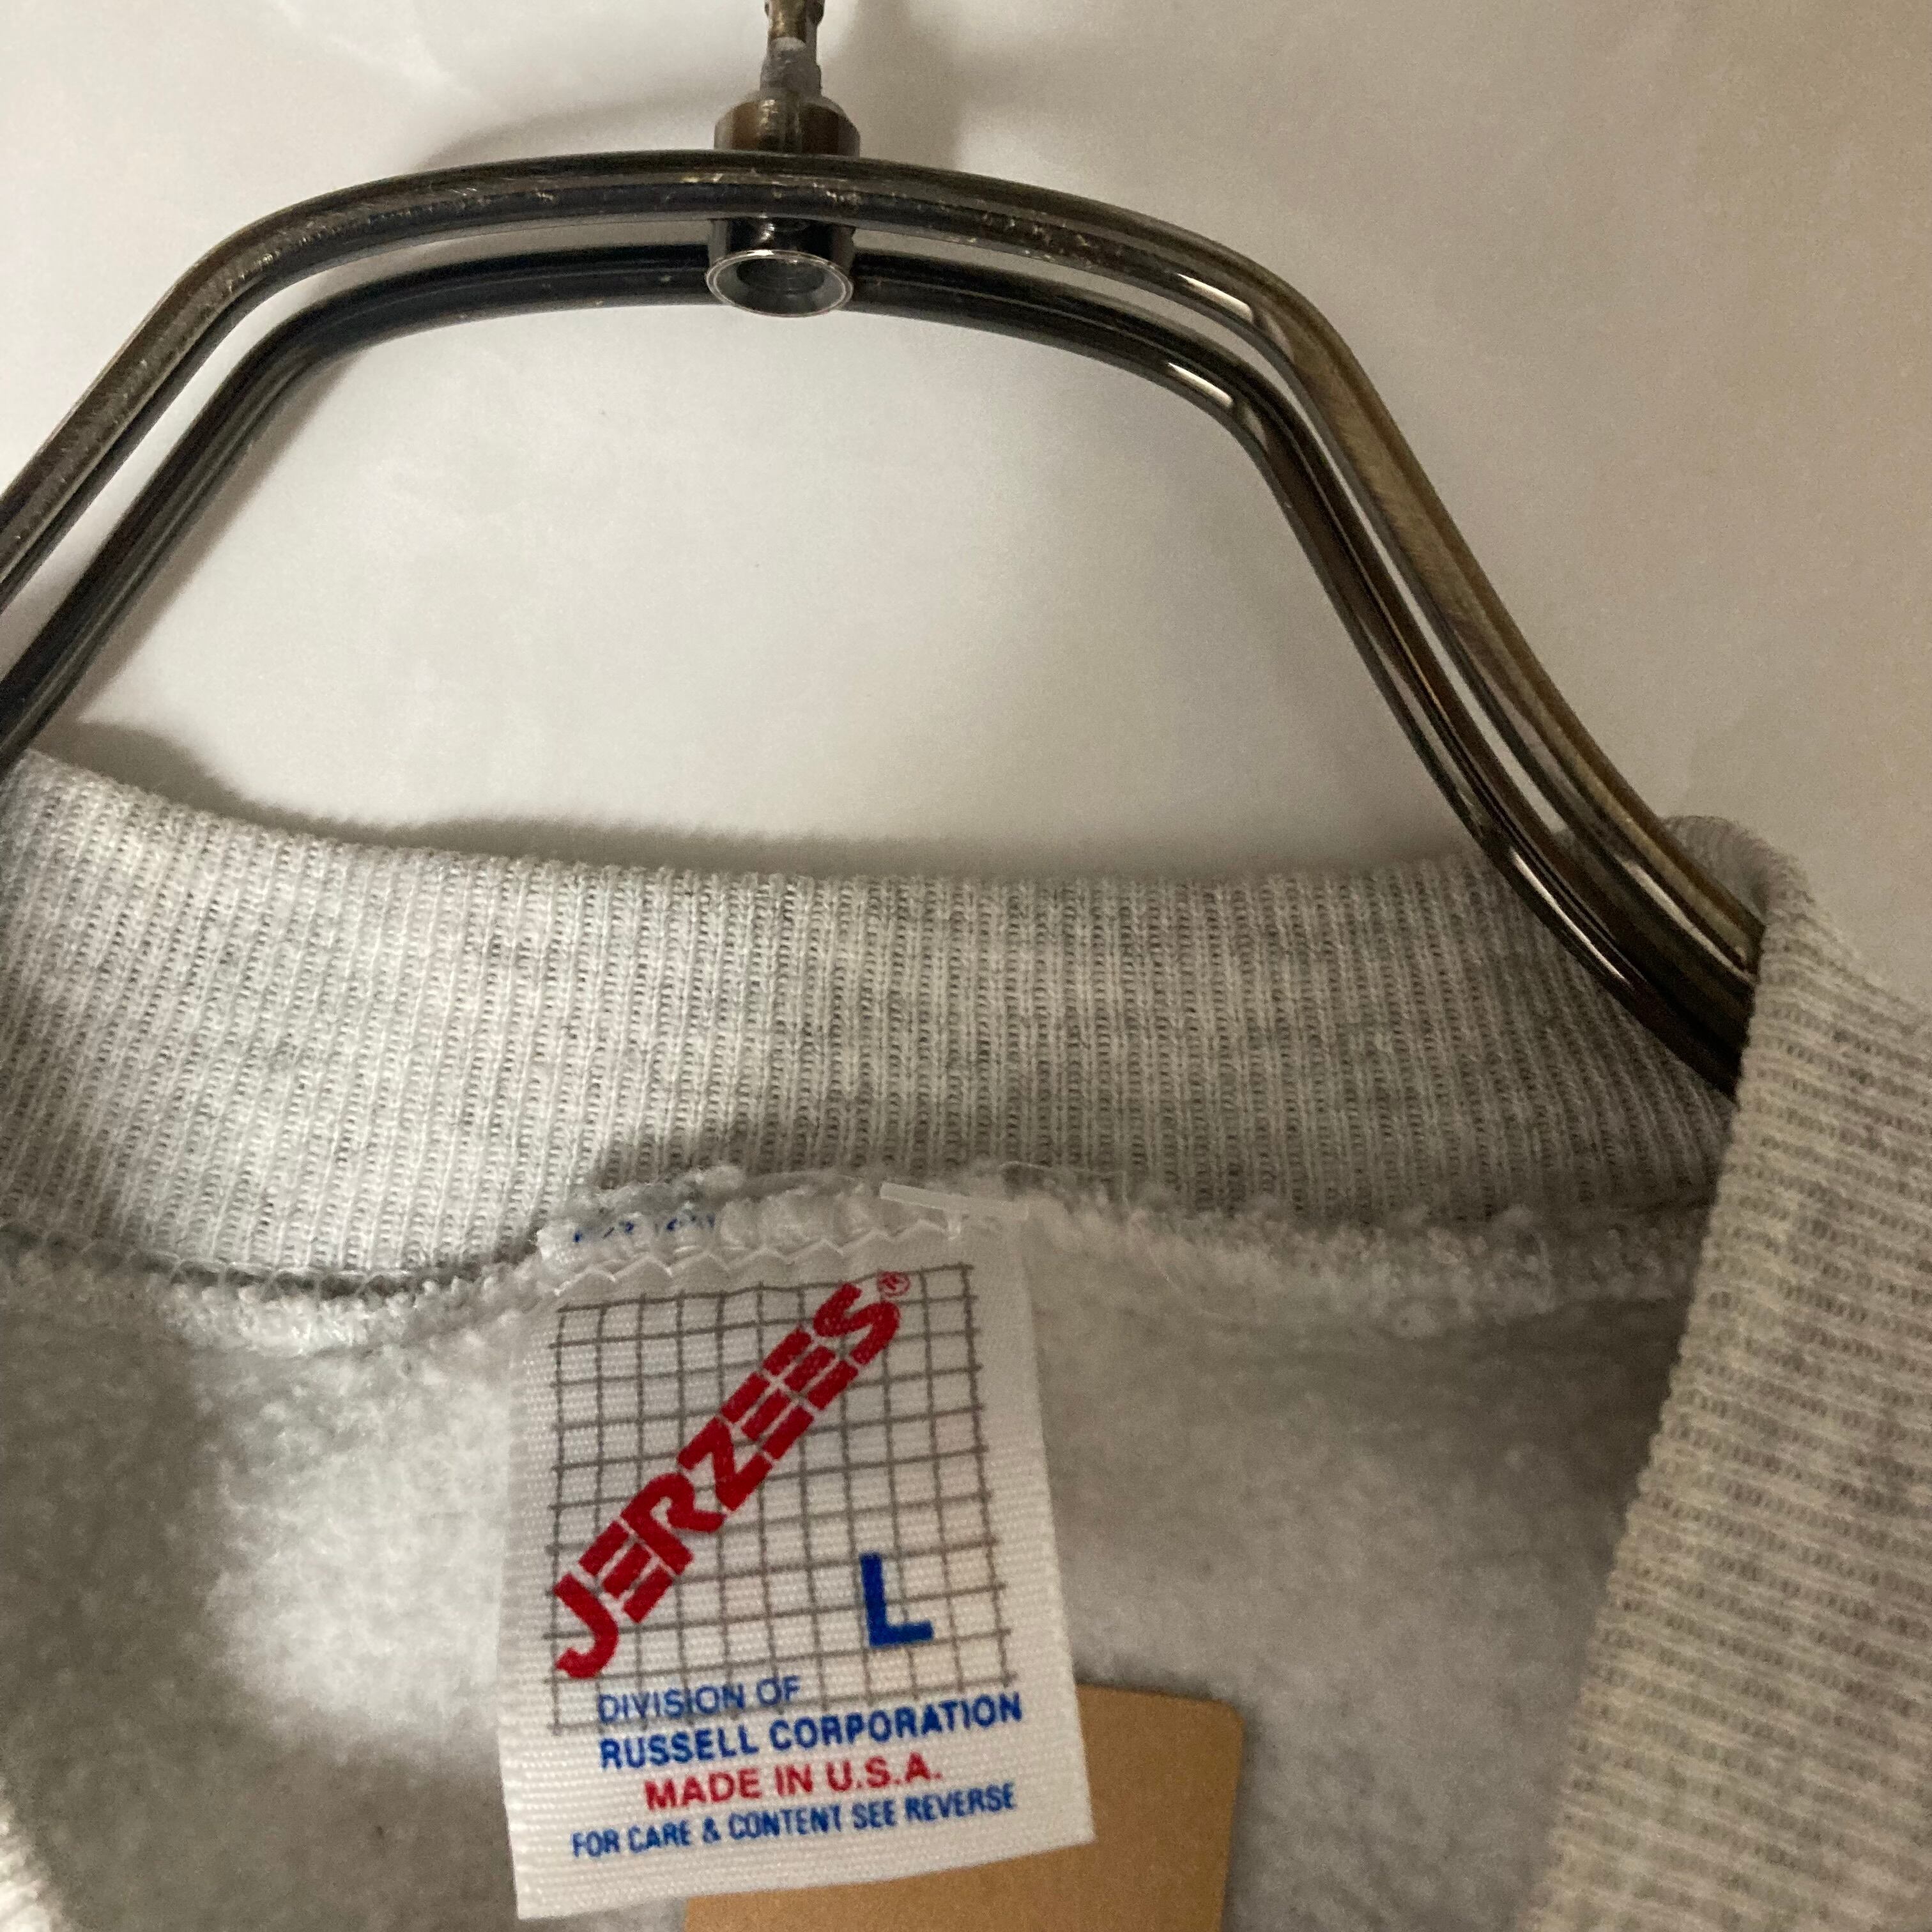 JERZEES®
L
DIVISION OF
RUSSELL CORPORATION
MADE IN U.S.A.
FOR CARE & CONTENT SEE REVERSE